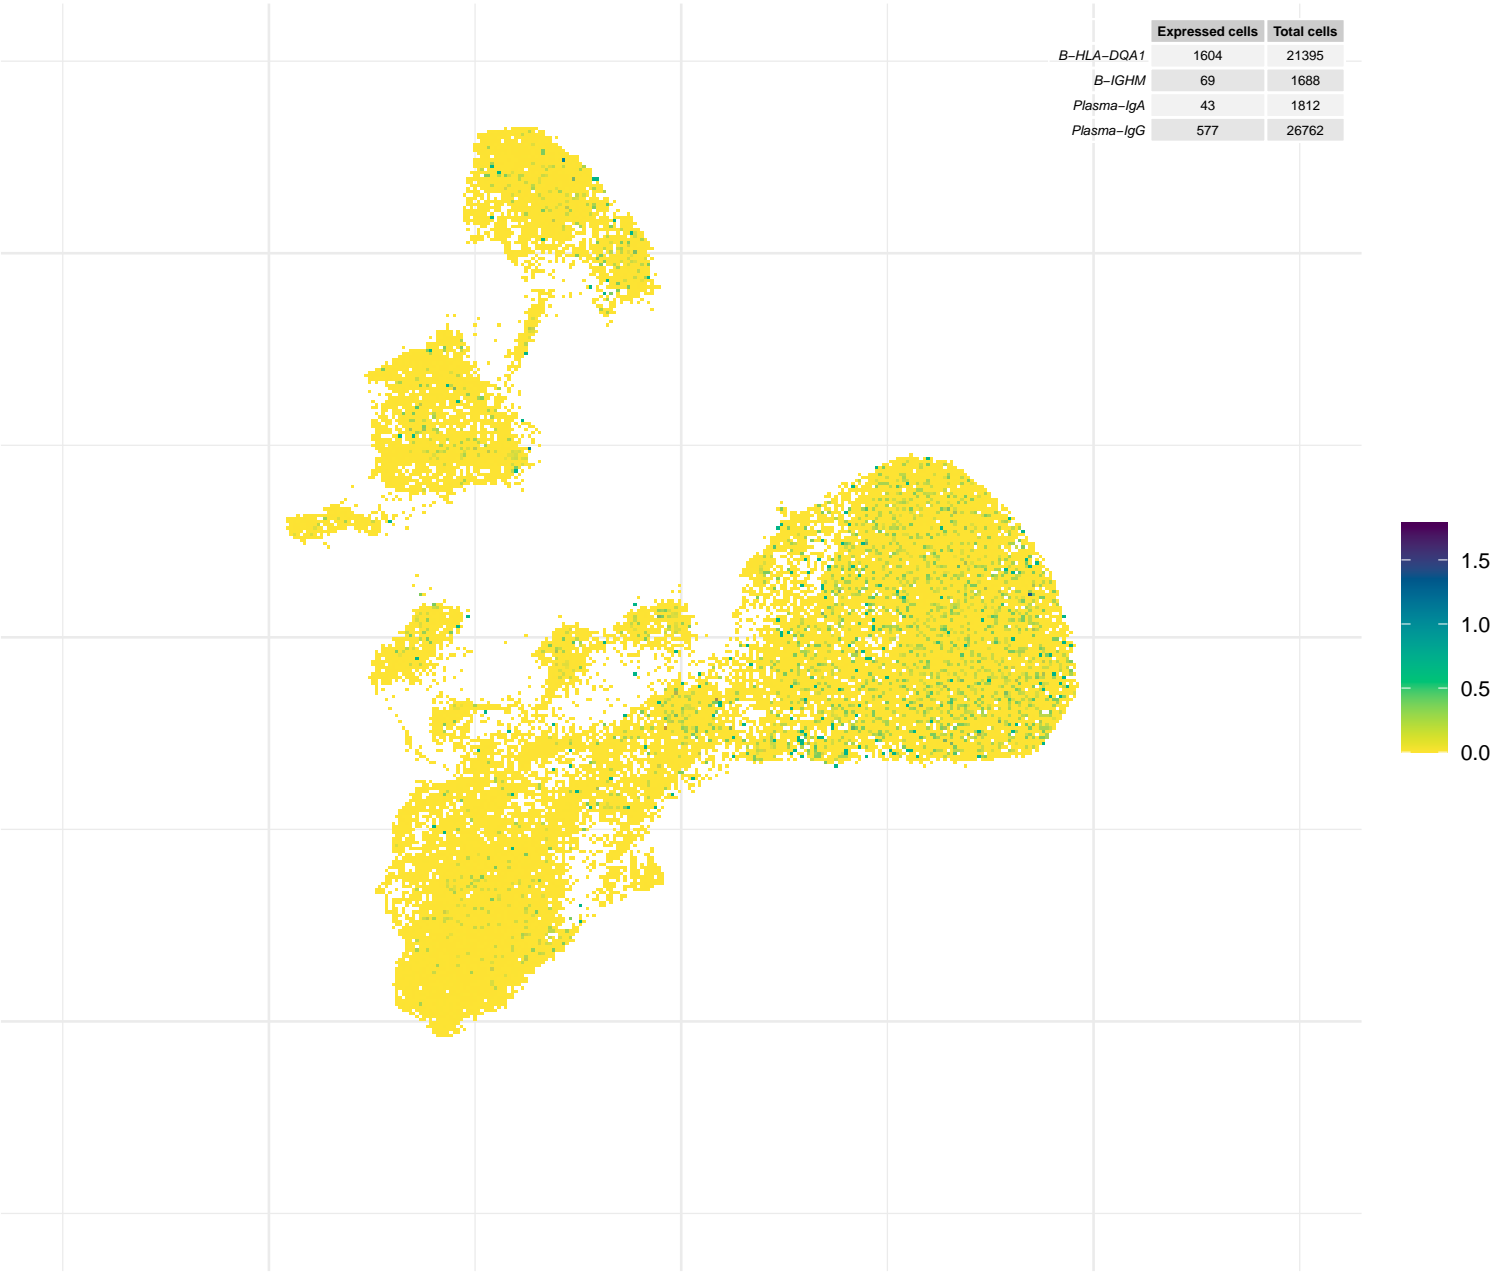 Expressed cells Total cells
B−HLA−DQA1 1604 21395
B−IGHM 69 1688
Plasma−IgA 43 1812
Plasma−IgG 577 26762
1.5
1.0
0.5
0.0